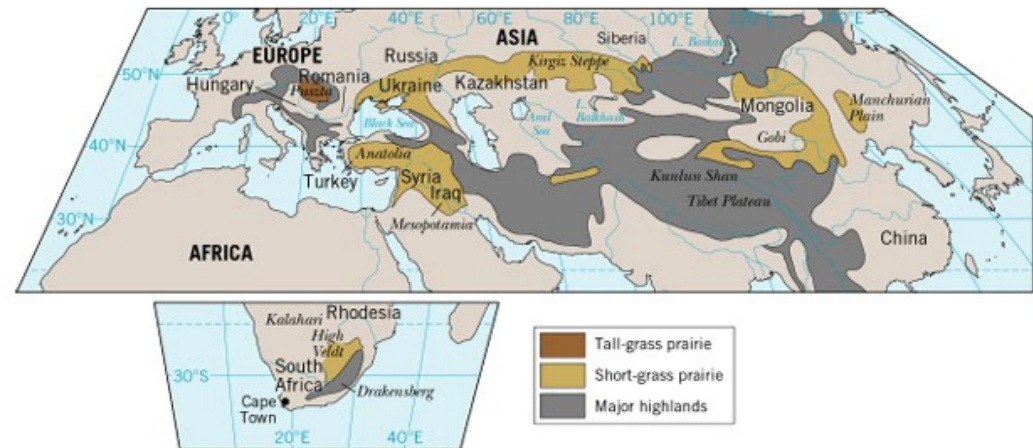 0°
20°E
40°E
60°E
80°E
100°E
120°E
140°E
ASIA
Siberia
L. Baikal
EUROPE
Russia
50°N
Kirgiz Steppe
Hungary
Romania
Puszta
Ukraine
Kazakhstan
Mongolia
Manchurian
Plain
Black Sea
Aral
Sea
L.
Balkhash
Gobi
40°N
Anatolia
Turkey
Syria
Iraq
Kunlun Shan
Tibet Plateau
30°N
Mesopotamia
AFRICA
China
Kalahari
Rhodesia
High
Veldt
30°S
South
Africa
Drakensberg
Cape
Town
20°E
40°E
Tall-grass prairie
Short-grass prairie
Major highlands